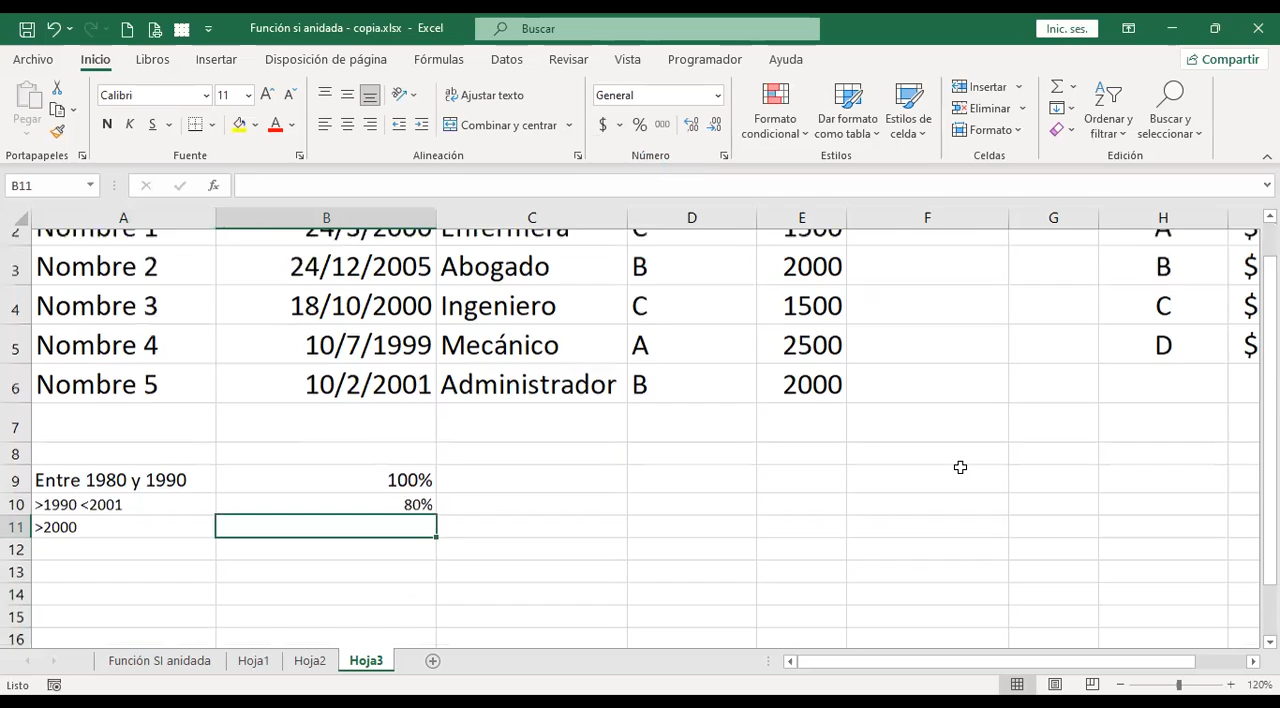 Función si anidada - copia.xlsx - Excel
Buscar
Inic. ses.
Archivo Inicio Libros Insertar Disposición de página Fórmulas Datos Revisar Vista Programador Ayuda Compartir
Pegar
Calibri 11
N K S
Ajustar texto
Combinar y centrar
General
$ % 000
Formato condicional
Dar formato como tabla
Estilos de celda
Insertar
Eliminar
Formato
Ordenar y filtrar
Buscar y seleccionar
Portapapeles Fuente Alineación Número Estilos Celdas Edición
B11 fx
A B C D E F G H
2 Nombre 1 24/5/2000 Enfermera C 1500 A $
3 Nombre 2 24/12/2005 Abogado B 2000 B $
4 Nombre 3 18/10/2000 Ingeniero C 1500 C $
5 Nombre 4 10/7/1999 Mecánico A 2500 D $
6 Nombre 5 10/2/2001 Administrador B 2000
7
8
9 Entre 1980 y 1990 100%
10 >1990 <2001 80%
11 >2000
12
13
14
15
16
Función SI anidada Hoja1 Hoja2 Hoja3
Listo 120%